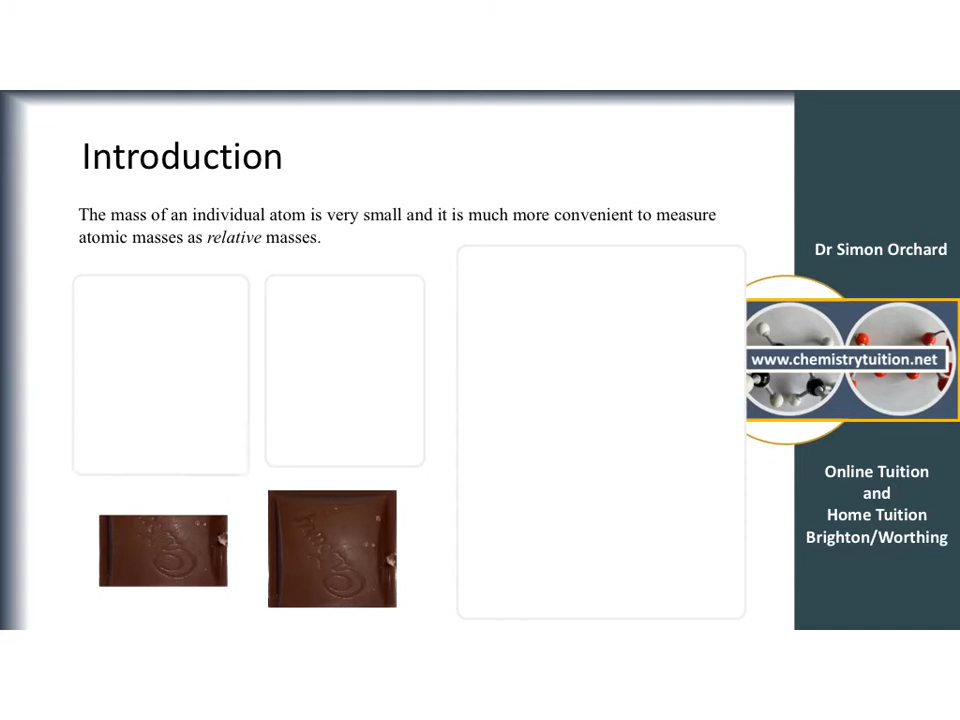 Introduction
The mass of an individual atom is very small and it is much more convenient to measure
atomic masses as relative masses.
Dr Simon Orchard
www.chemistrytuition.net
Online Tuition
and
Home Tuition
Brighton/Worthing